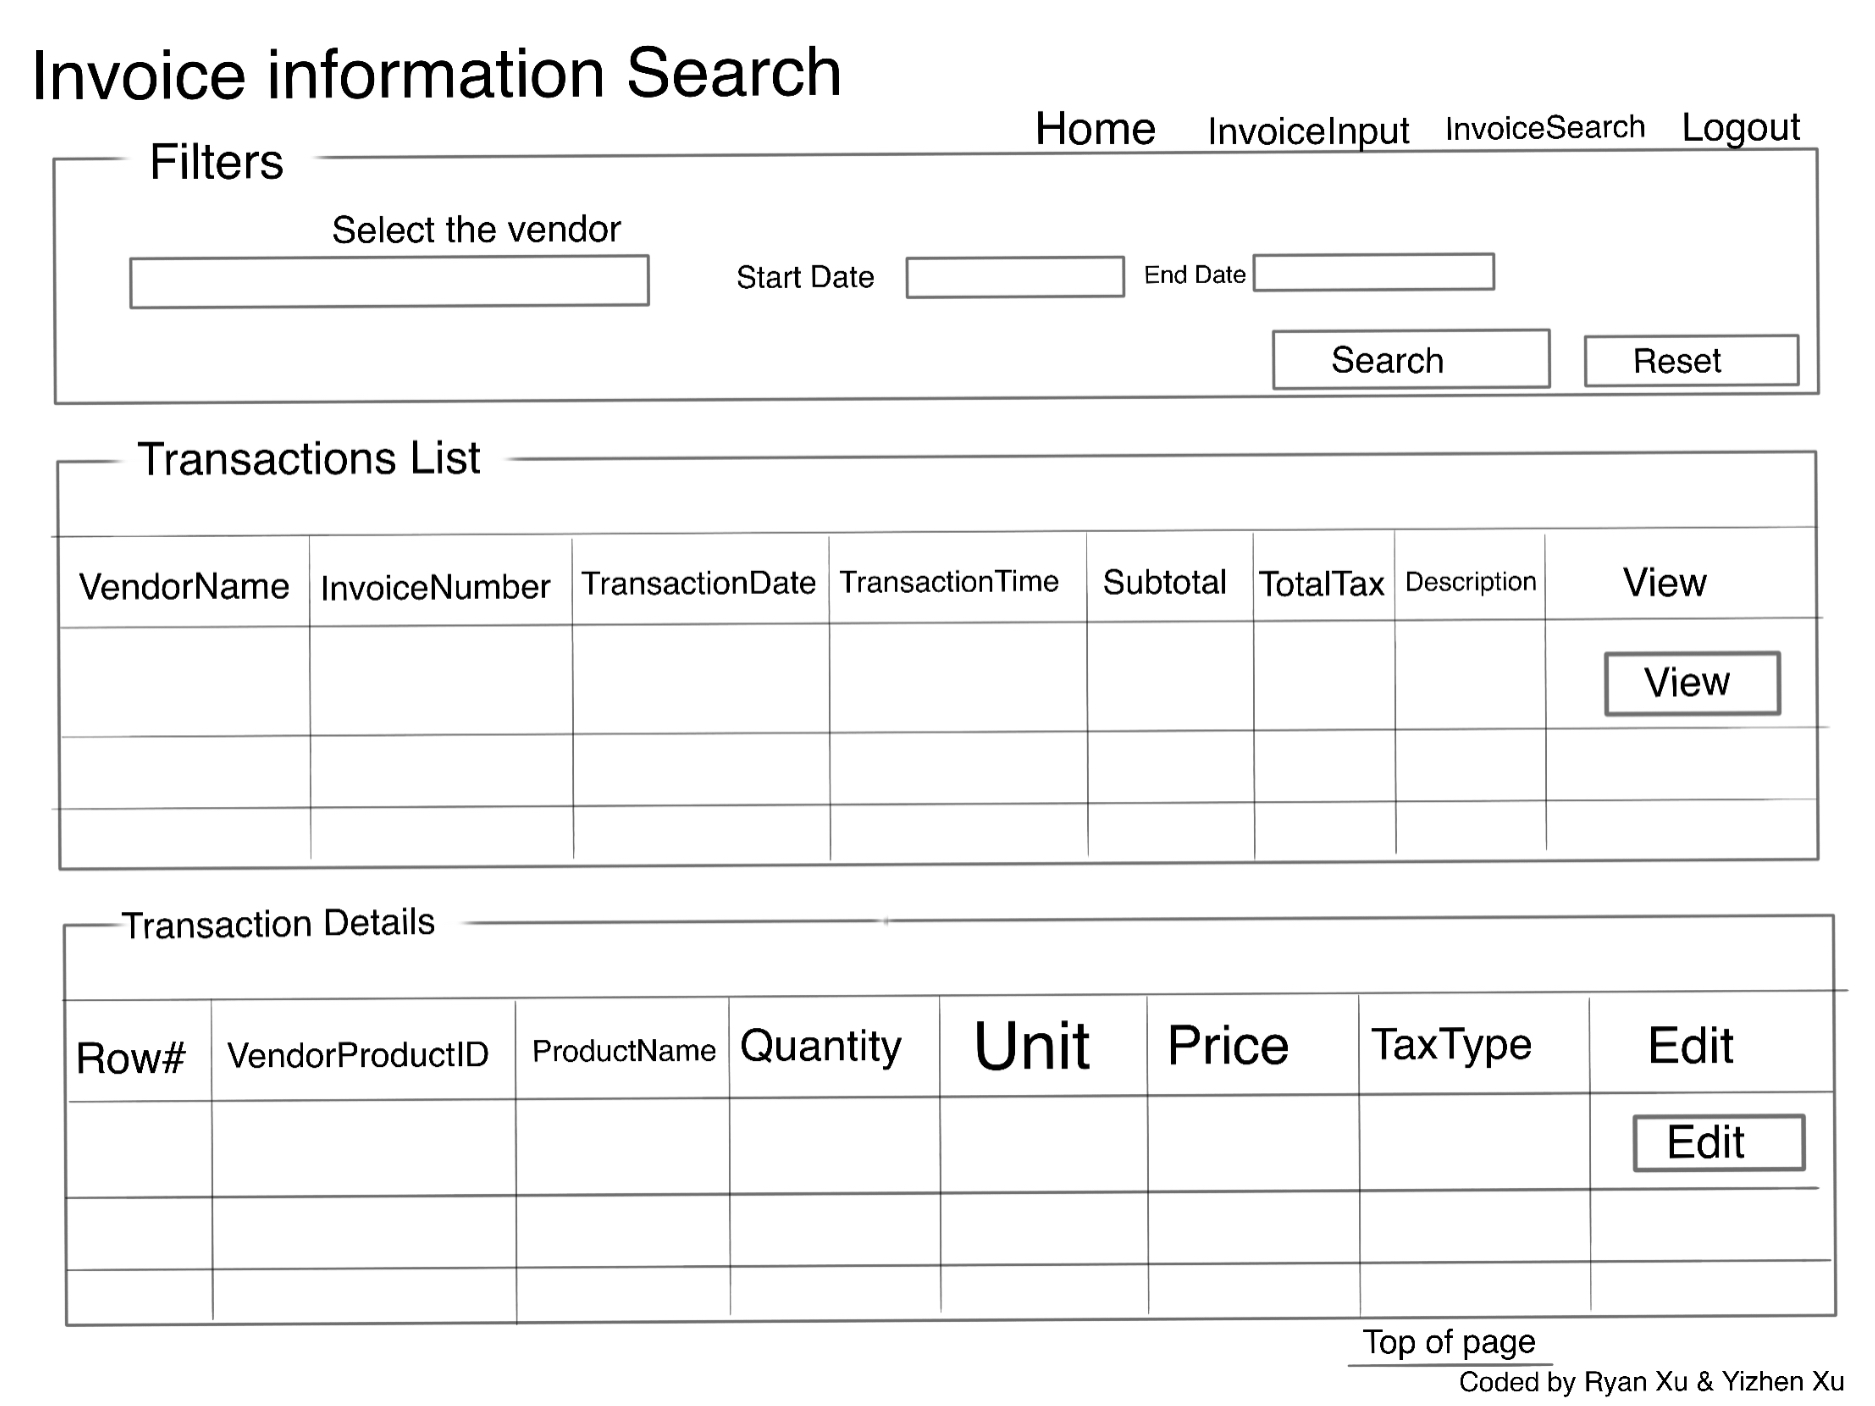 Invoice information Search
Home InvoiceInput InvoiceSearch Logout
Filters
Select the vendor
Start Date End Date
Search Reset
Transactions List
VendorName InvoiceNumber TransactionDate TransactionTime Subtotal TotalTax Description View
View
Transaction Details
Row# VendorProductID ProductName Quantity Unit Price TaxType Edit
Edit
Top of page
Coded by Ryan Xu & Yizhen Xu